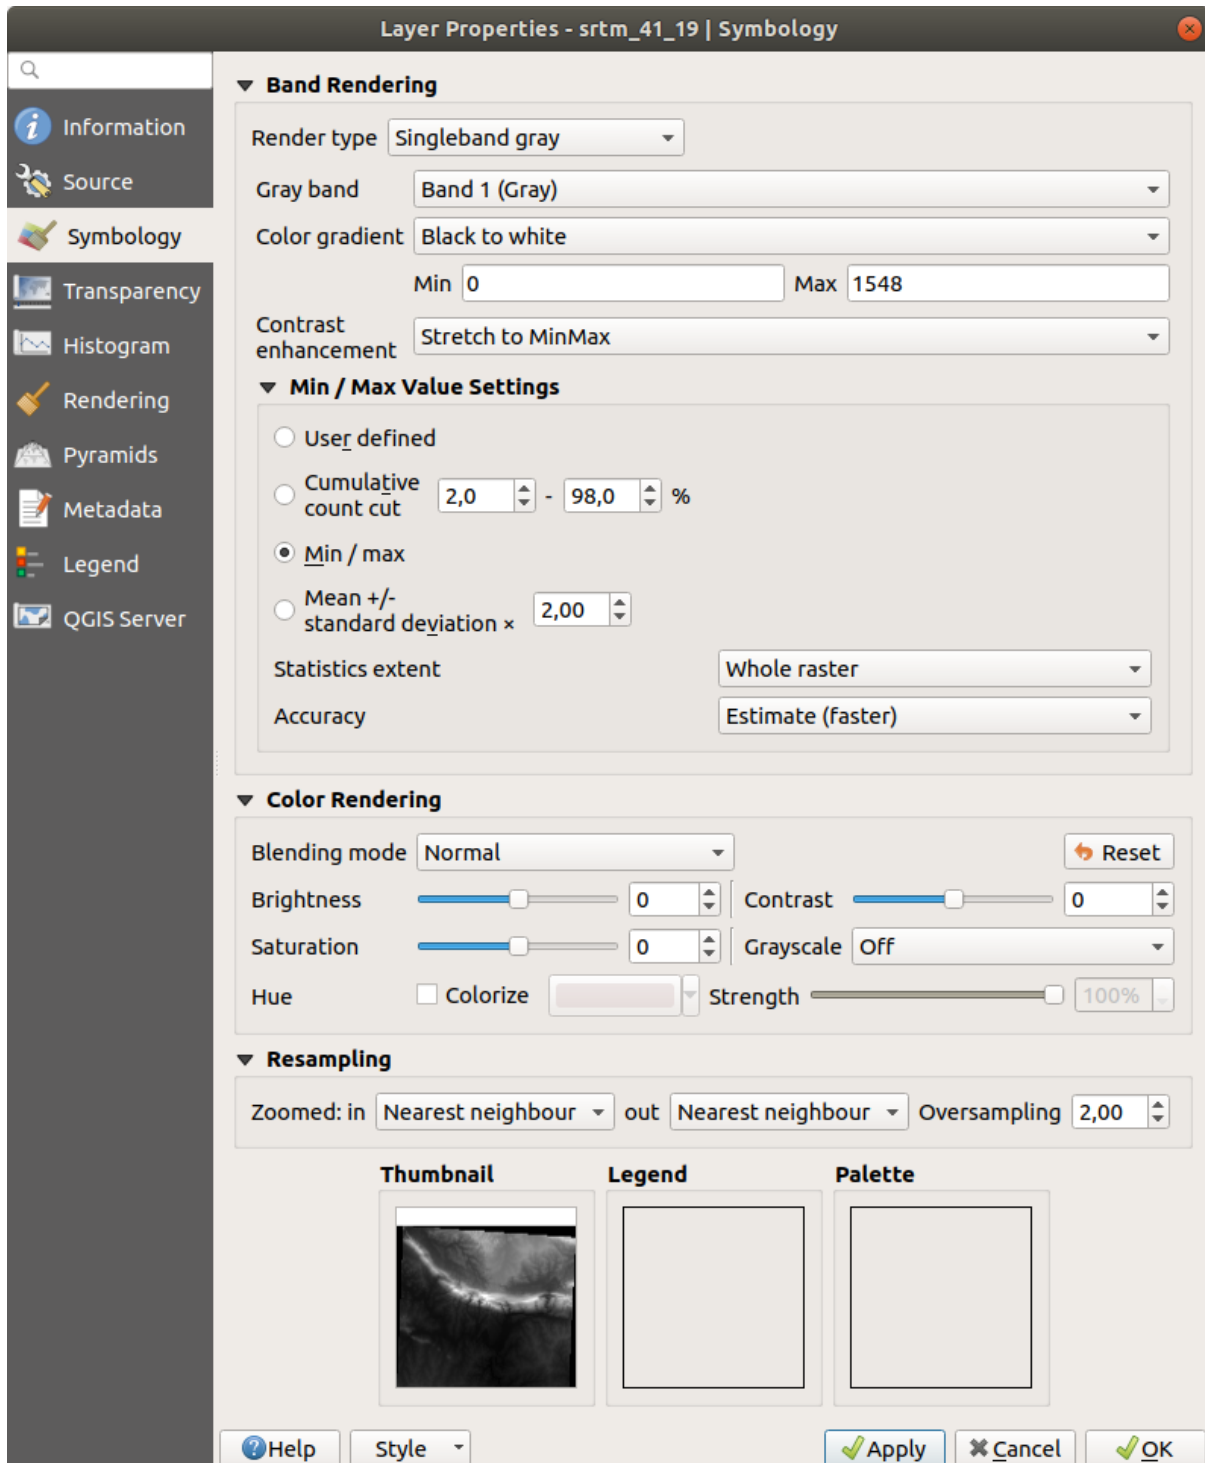 Layer Properties - srtm_41_19 | Symbology
Information
Source
Symbology
Transparency
Histogram
Rendering
Pyramids
Metadata
Legend
QGIS Server
Band Rendering
Render type Singleband gray
Gray band Band 1 (Gray)
Color gradient Black to white
Min 0 Max 1548
Contrast
enhancement Stretch to MinMax
Min / Max Value Settings
User defined
Cumulative
count cut 2,0 - 98,0 %
Min / max
Mean +/-
standard deviation × 2,00
Statistics extent Whole raster
Accuracy Estimate (faster)
Color Rendering
Blending mode Normal Reset
Brightness 0 Contrast 0
Saturation 0 Grayscale Off
Hue Colorize Strength 100%
Resampling
Zoomed: in Nearest neighbour out Nearest neighbour Oversampling 2,00
Thumbnail Legend Palette
Help Style Apply Cancel OK